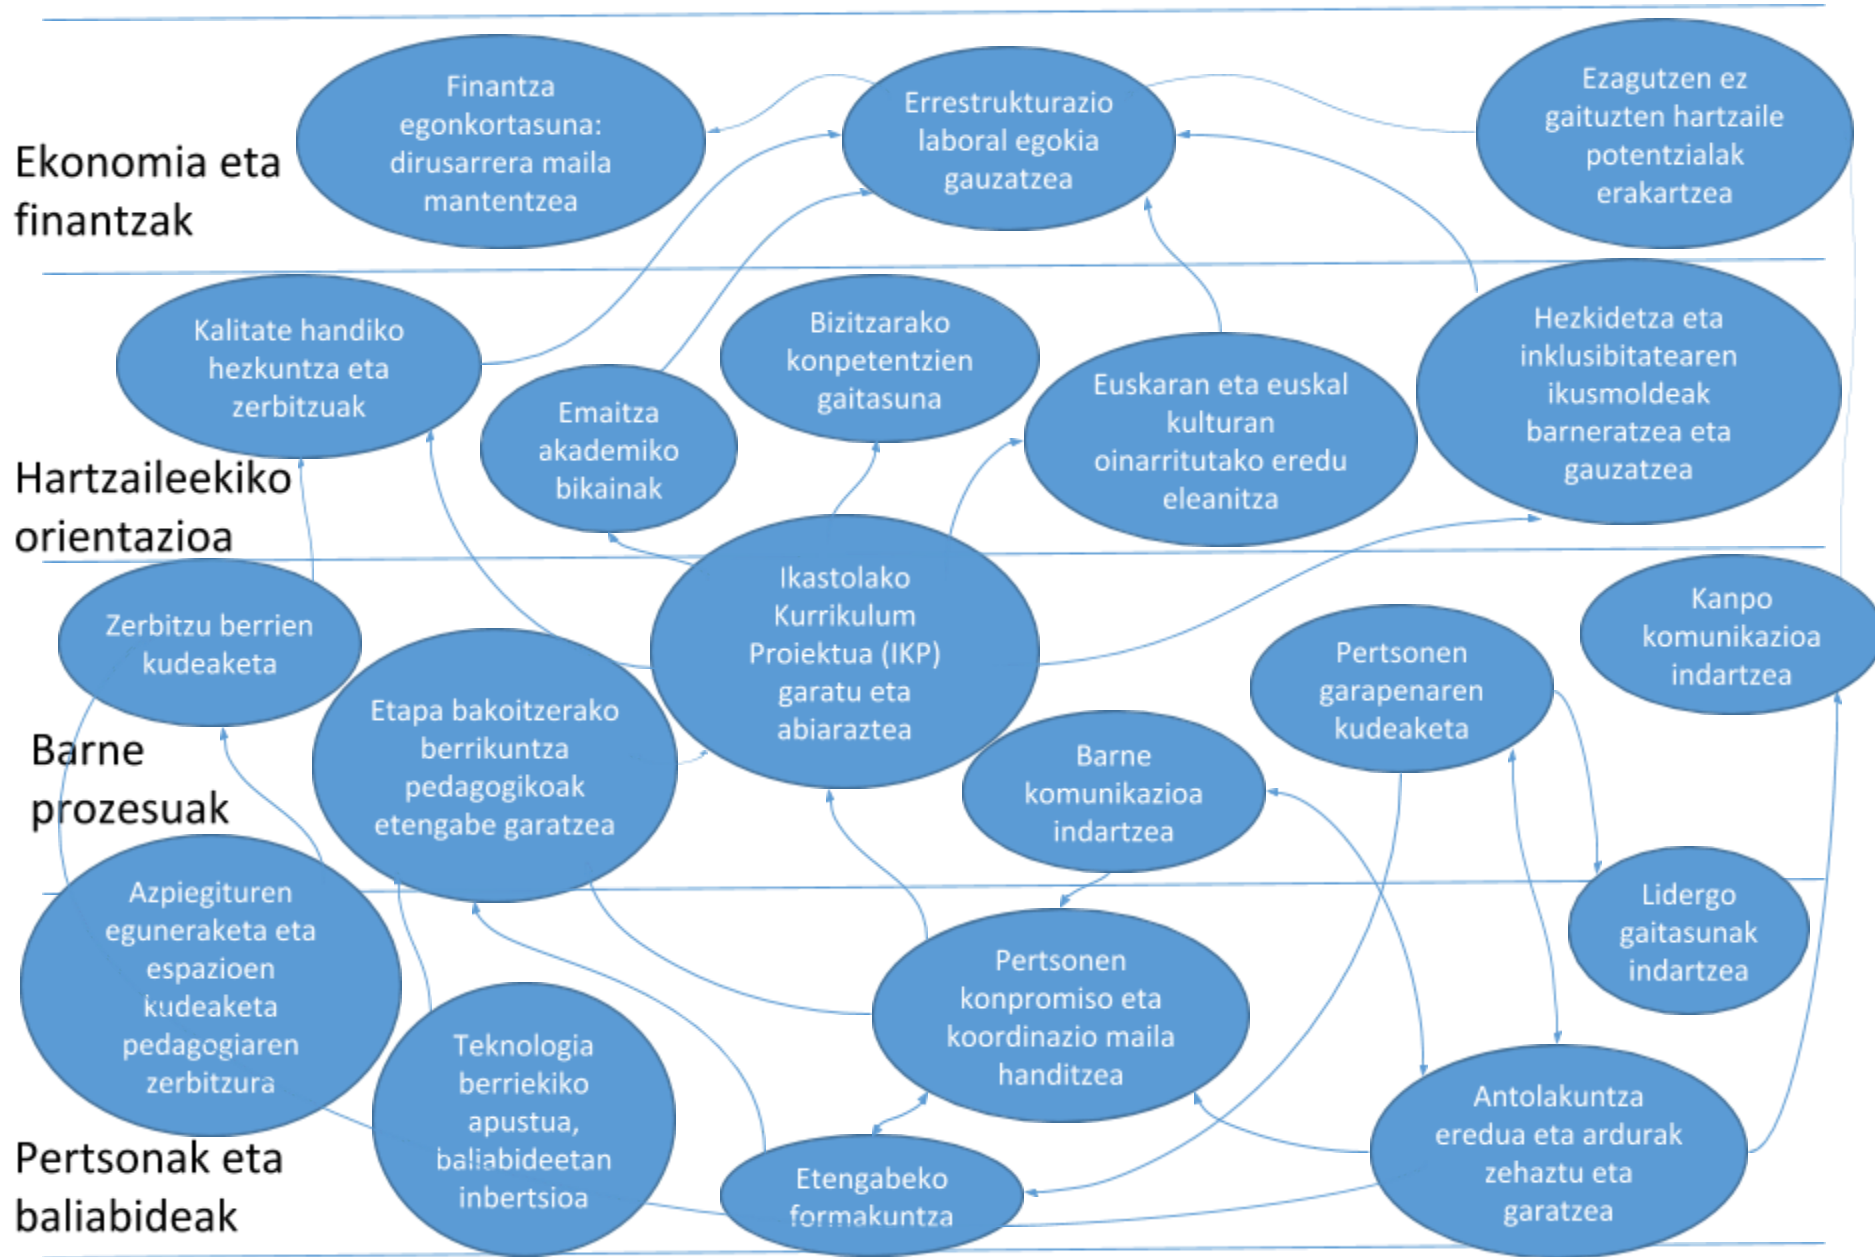 Ekonomia eta
finantzak
Finantza
egonkortasuna:
dirusarrera maila
mantentzea
Errestrukturazio
laboral egokia
gauzatzea
Ezagutzen ez
gaituzten hartzaile
potentzialak
erakartzea
Hartzaileekiko
orientazioa
Kalitate handiko
hezkuntza eta
zerbitzuak
Emaitza
akademiko
bikainak
Bizitzarako
konpetentzien
gaitasuna
Euskaran eta euskal
kulturan
oinarritutako eredu
eleanitza
Hezkidetza eta
inklusibitatearen
ikusmoldeak
barneratzea eta
gauzatzea
Barne
prozesuak
Zerbitzu berrien
kudeaketa
Etapa bakoitzerako
berrikuntza
pedagogikoak
etengabe garatzea
Ikastolako
Kurrikulum
Proiektua (IKP)
garatu eta
abiaraztea
Barne
komunikazioa
indartzea
Pertsonen
garapenaren
kudeaketa
Kanpo
komunikazioa
indartzea
Pertsonak eta
baliabideak
Azpiegituren
eguneraketa eta
espazioen
kudeaketa
pedagogiaren
zerbitzura
Teknologia
berriekiko
apustua,
baliabideetan
inbertsioa
Pertsonen
konpromiso eta
koordinazio maila
handitzea
Etengabeko
formakuntza
Lidergo
gaitasunak
indartzea
Antolakuntza
eredua eta ardurak
zehaztu eta
garatzea